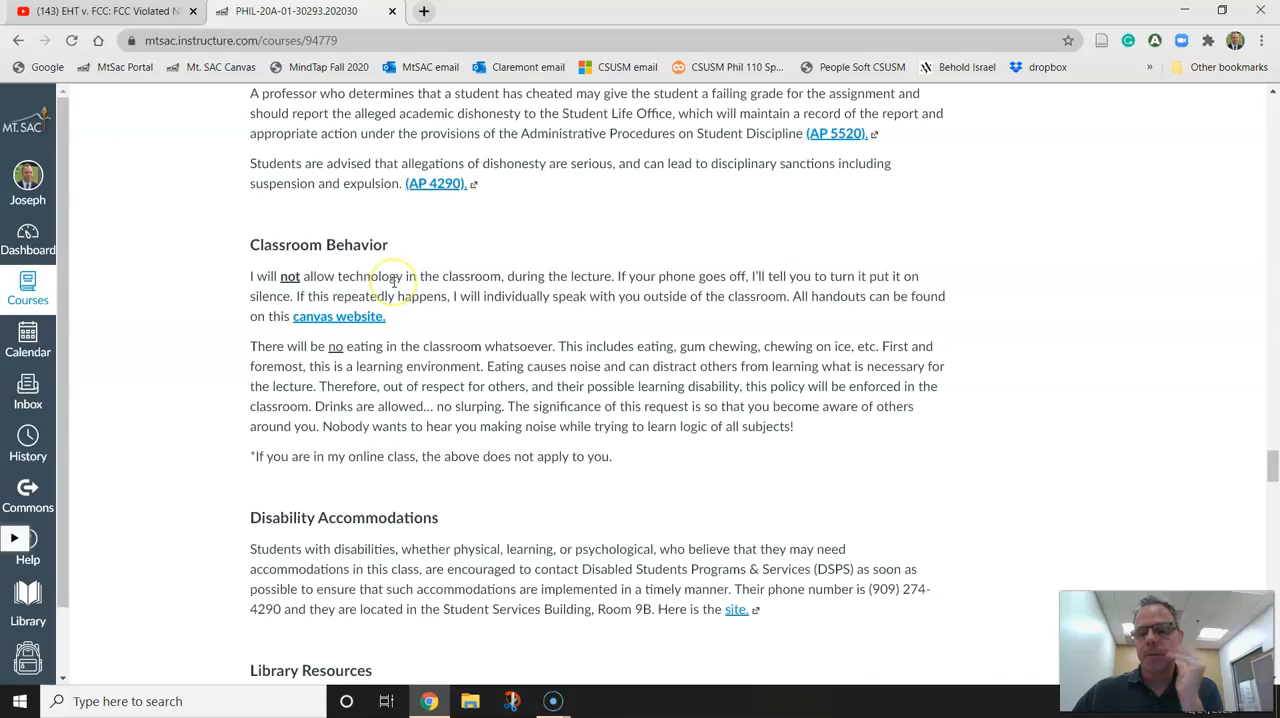 (143) EHT v. FCC: FCC Violated N
PHIL-20A-01-30293.202030
mtsac.instructure.com/courses/94779
Google
MtSac Portal
Mt. SAC Canvas
MindTap Fall 2020
MtSAC email
Claremont email
CSUSM email
CSUSM Phil 110 Sp...
People Soft CSUSM
Behold Israel
dropbox
»
Other bookmarks
MT. SAC
Joseph
Dashboard
Courses
Calendar
Inbox
History
Commons
Help
Library
A professor who determines that a student has cheated may give the student a failing grade for the assignment and
should report the alleged academic dishonesty to the Student Life Office, which will maintain a record of the report and
appropriate action under the provisions of the Administrative Procedures on Student Discipline (AP 5520).
Students are advised that allegations of dishonesty are serious, and can lead to disciplinary sanctions including
suspension and expulsion. (AP 4290).
Classroom Behavior
I will not allow technology in the classroom, during the lecture. If your phone goes off, I'll tell you to turn it put it on
silence. If this repeatedly happens, I will individually speak with you outside of the classroom. All handouts can be found
on this canvas website.
There will be no eating in the classroom whatsoever. This includes eating, gum chewing, chewing on ice, etc. First and
foremost, this is a learning environment. Eating causes noise and can distract others from learning what is necessary for
the lecture. Therefore, out of respect for others, and their possible learning disability, this policy will be enforced in the
classroom. Drinks are allowed... no slurping. The significance of this request is so that you become aware of others
around you. Nobody wants to hear you making noise while trying to learn logic of all subjects!
*If you are in my online class, the above does not apply to you.
Disability Accommodations
Students with disabilities, whether physical, learning, or psychological, who believe that they may need
accommodations in this class, are encouraged to contact Disabled Students Programs & Services (DSPS) as soon as
possible to ensure that such accommodations are implemented in a timely manner. Their phone number is (909) 274-
4290 and they are located in the Student Services Building, Room 9B. Here is the site.
Library Resources
Type here to search